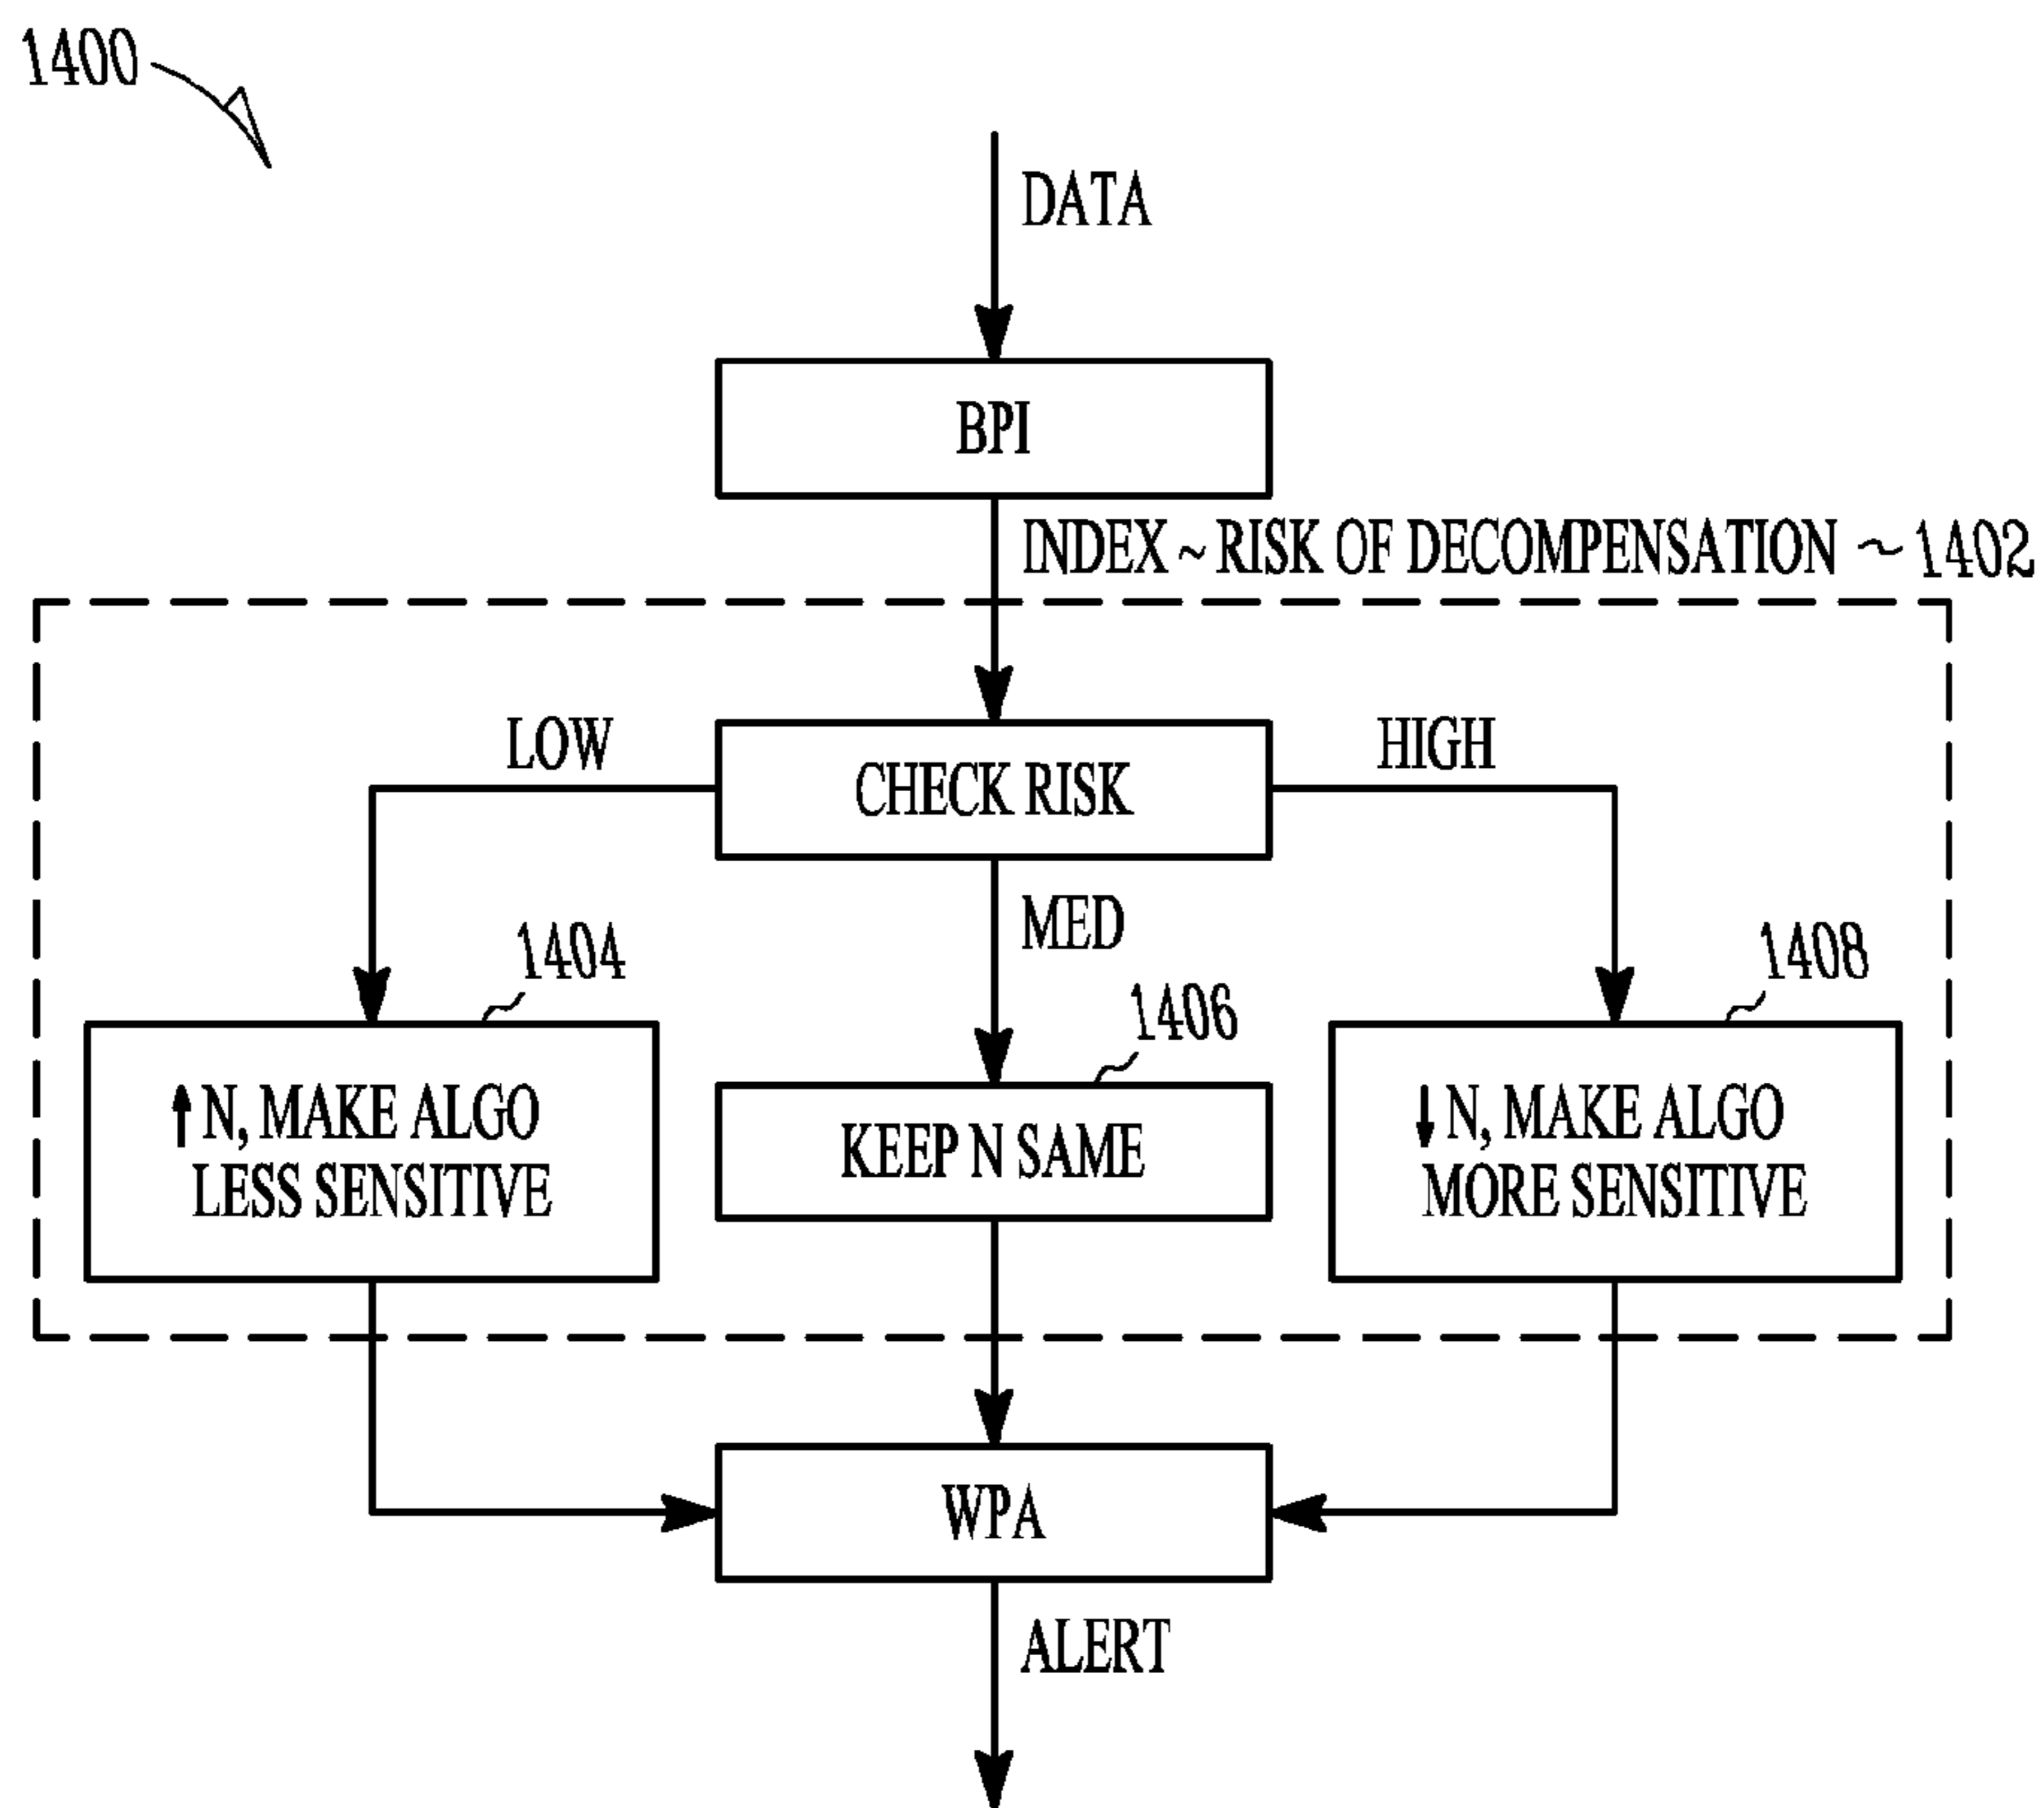 1400
DATA
BPI
INDEX ~ RISK OF DECOMPENSATION ~ 1402
LOW
HIGH
CHECK RISK
MED
1404
1408
1406
↑ N, MAKE ALGO
LESS SENSITIVE
KEEP N SAME
↓ N, MAKE ALGO
MORE SENSITIVE
WPA
ALERT